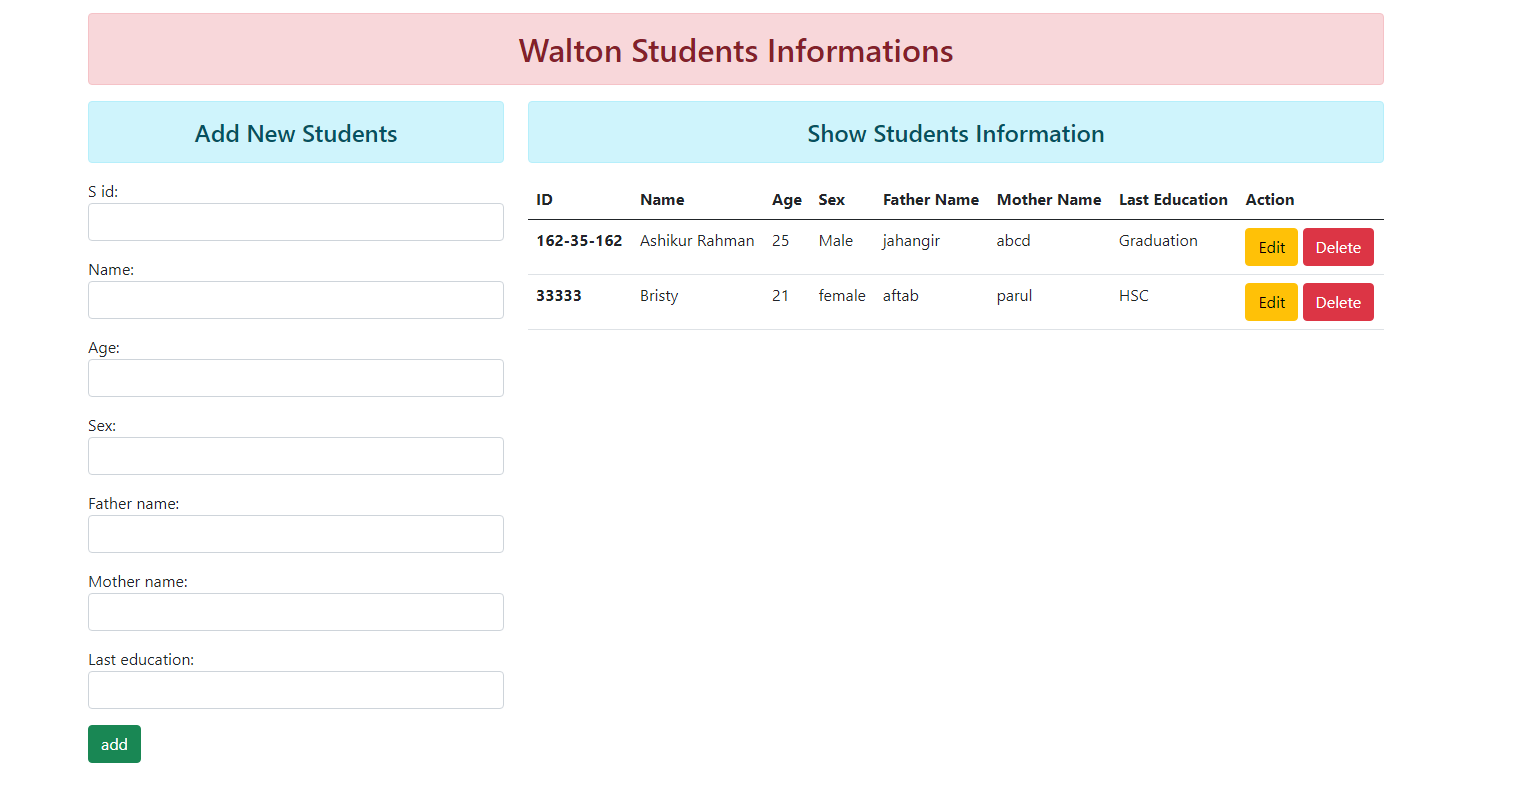 Walton Students Informations
Add New Students
S id:
Name:
Age:
Sex:
Father name:
Mother name:
Last education:
add
Show Students Information
ID Name Age Sex Father Name Mother Name Last Education Action
162-35-162 Ashikur Rahman 25 Male jahangir abcd Graduation Edit Delete
33333 Bristy 21 female aftab parul HSC Edit Delete